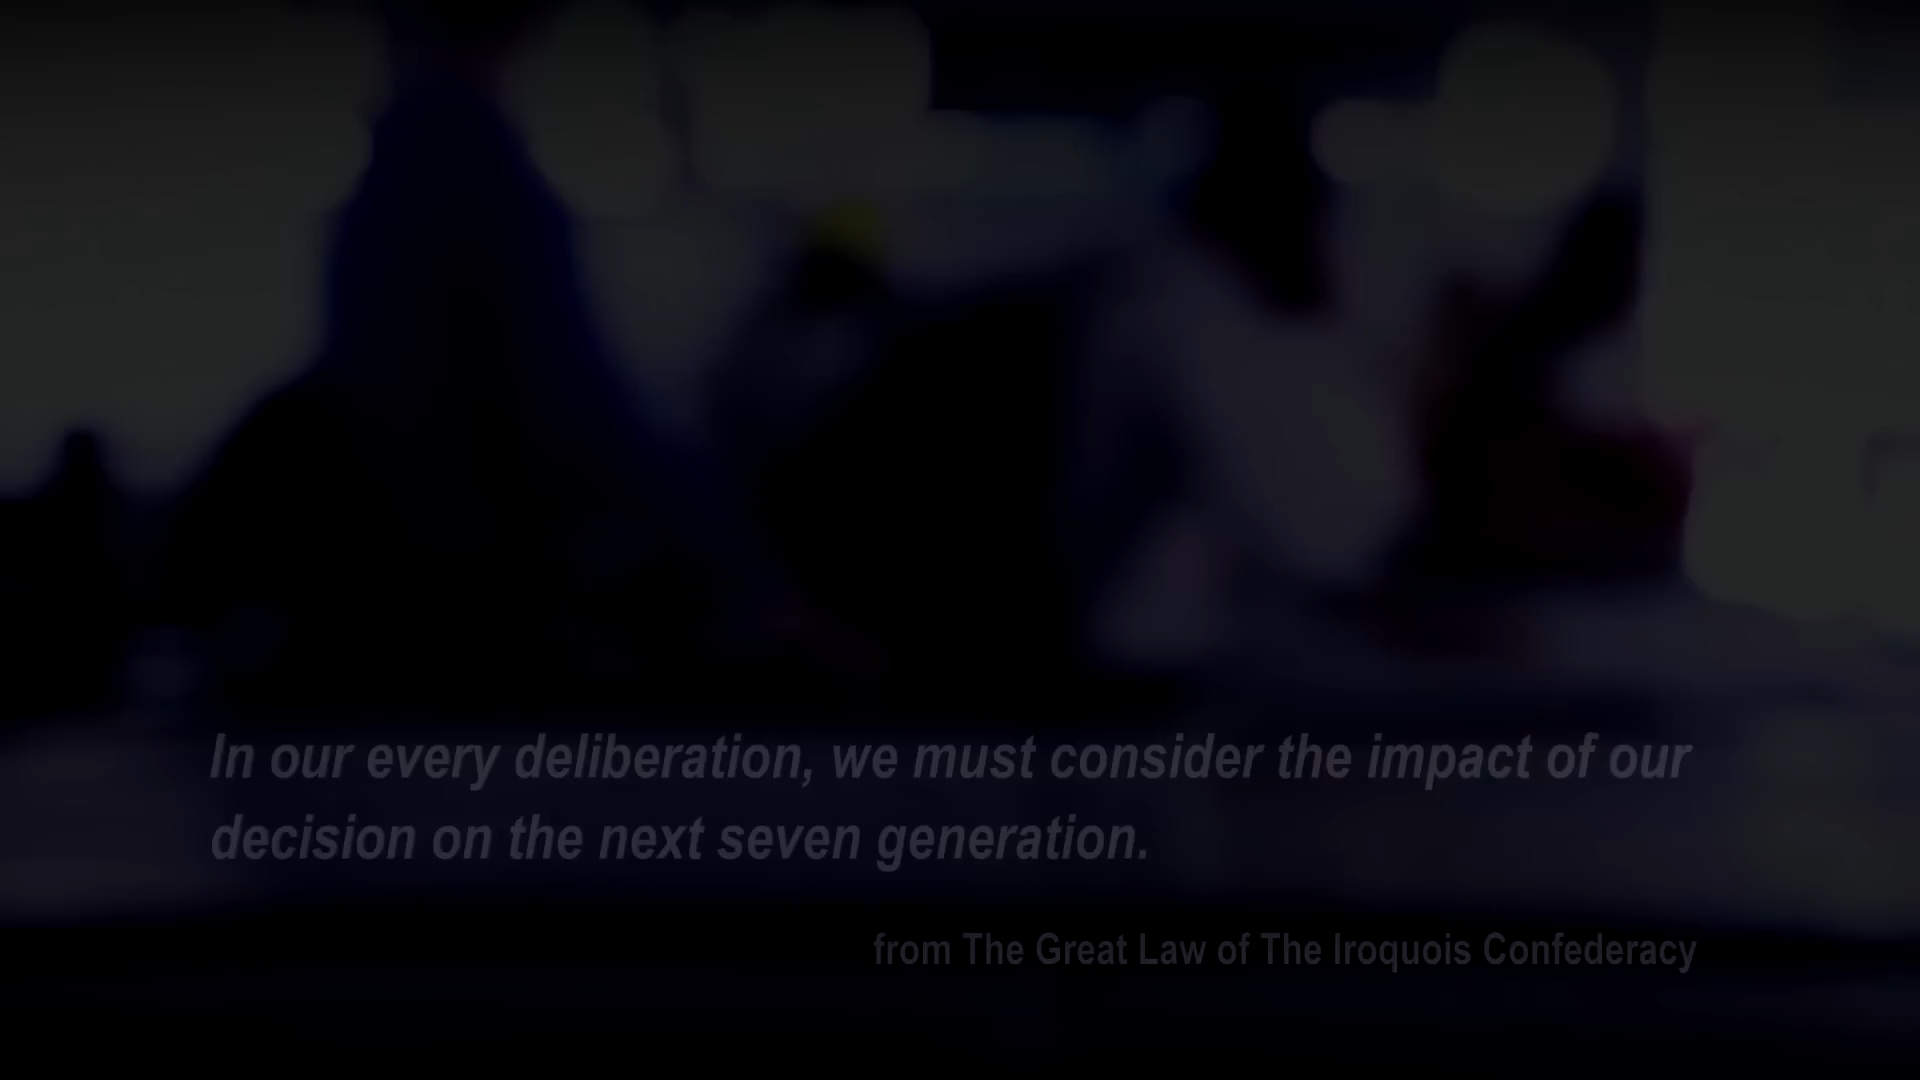 In our every deliberation, we must consider the impact of our
decision on the next seven generation.
from The Great Law of The Iroquois Confederacy